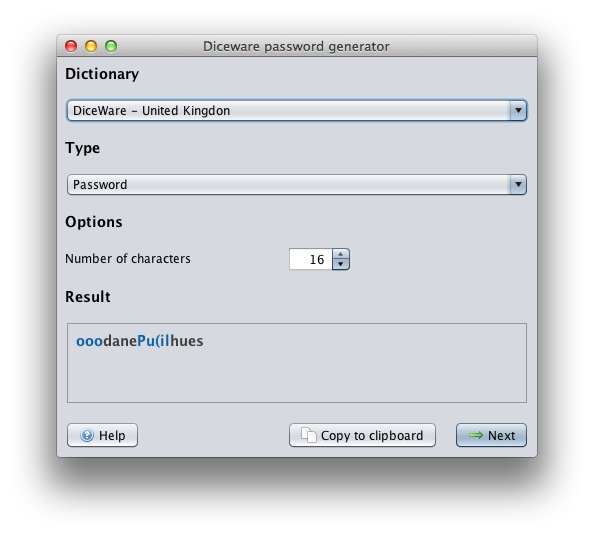 Diceware password generator
Dictionary
DiceWare – United Kingdon
Type
Password
Options
Number of characters 16
Result
ooodanePu(ilhues
Help Copy to clipboard Next